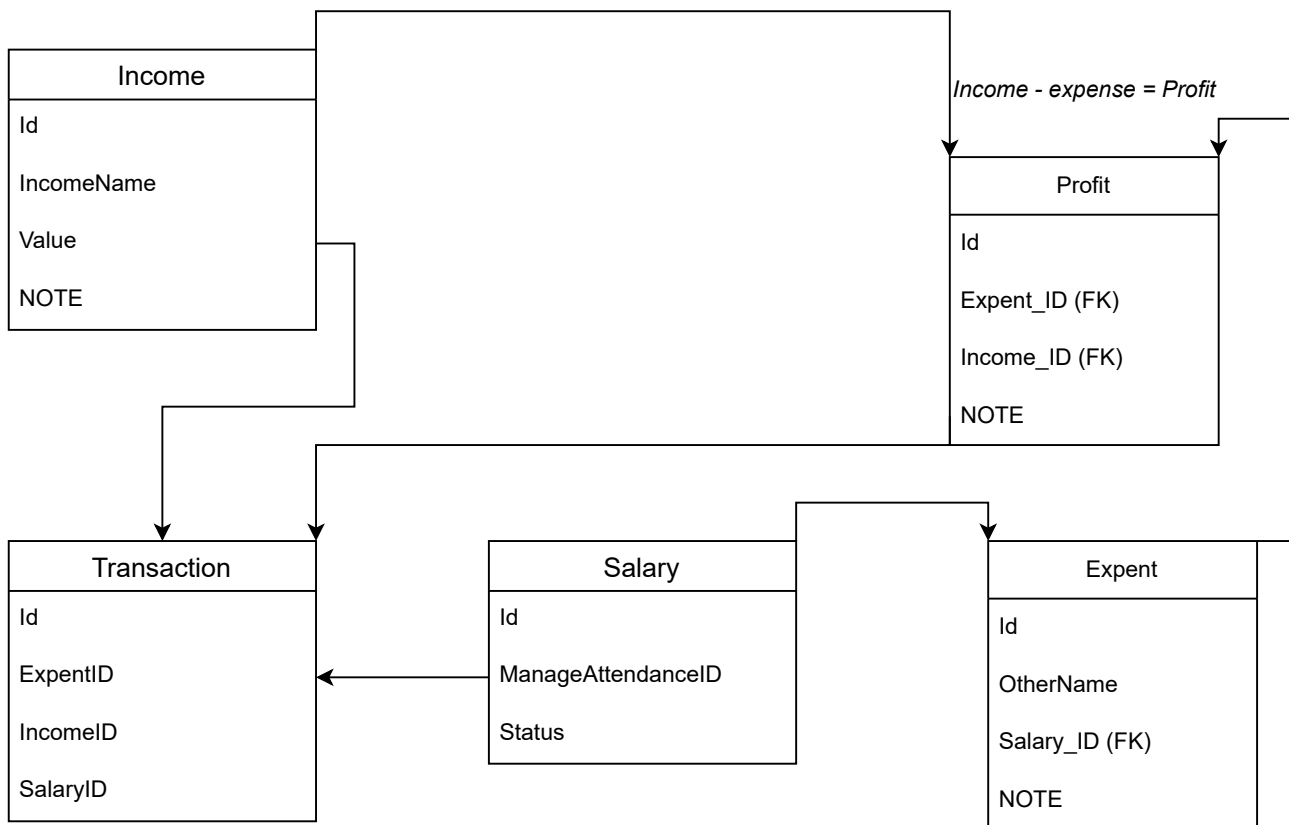 Income
Id
IncomeName
Value
NOTE
Income - expense = Profit
Profit
Id
Expent_ID (FK)
Income_ID (FK)
NOTE
Transaction
Id
ExpentID
IncomeID
SalaryID
Salary
Id
ManageAttendanceID
Status
Expent
Id
OtherName
Salary_ID (FK)
NOTE